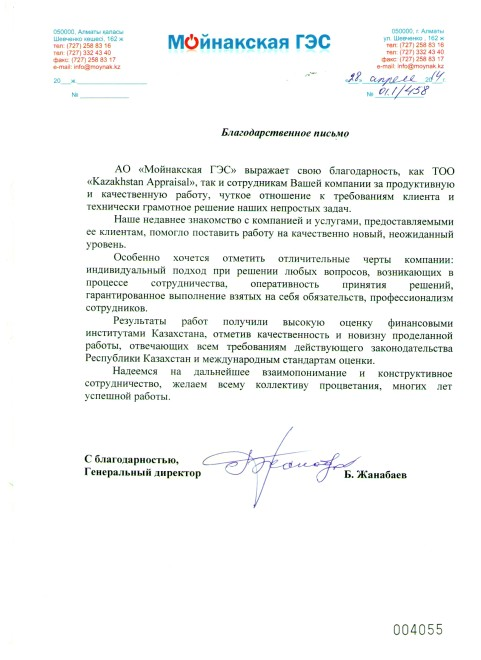 050000, Алматы каласы
Шевченко көшесі, 162 ж
тел: (727) 258 83 16
тел: (727) 332 43 40
факс: (727) 258 83 17
e-mail: info@moynak.kz
20 ж
№
Мойнакская ГЭС
050000, г. Алматы
ул. Шевченко, 162 ж
тел: (727) 258 83 16
тел: (727) 332 43 40
факс: (727) 258 83 17
e-mail: info@moynak.kz
28 апреля 2014 г
№ 01.1/458
Благодарственное письмо
АО «Мойнакская ГЭС» выражает свою благодарность, как ТОО
«Kazakhstan Appraisal», так и сотрудникам Вашей компании за продуктивную
и качественную работу, чуткое отношение к требованиям клиента и
технически грамотное решение наших непростых задач.
Наше недавнее знакомство с компанией и услугами, предоставляемыми
ее клиентам, помогло поставить работу на качественно новый, неожиданный
уровень.
Особенно хочется отметить отличительные черты компании:
индивидуальный подход при решении любых вопросов, возникающих в
процессе сотрудничества, оперативность принятия решений,
гарантированное выполнение взятых на себя обязательств, профессионализм
сотрудников.
Результаты работ получили высокую оценку финансовыми
институтами Казахстана, отметив качественность и новизну проделанной
работы, отвечающих всем требованиям действующего законодательства
Республики Казахстан и международным стандартам оценки.
Надеемся на дальнейшее взаимопонимание и конструктивное
сотрудничество, желаем всему коллективу процветания, многих лет
успешной работы.
С благодарностью,
Генеральный директор
Б. Жанабаев
004055